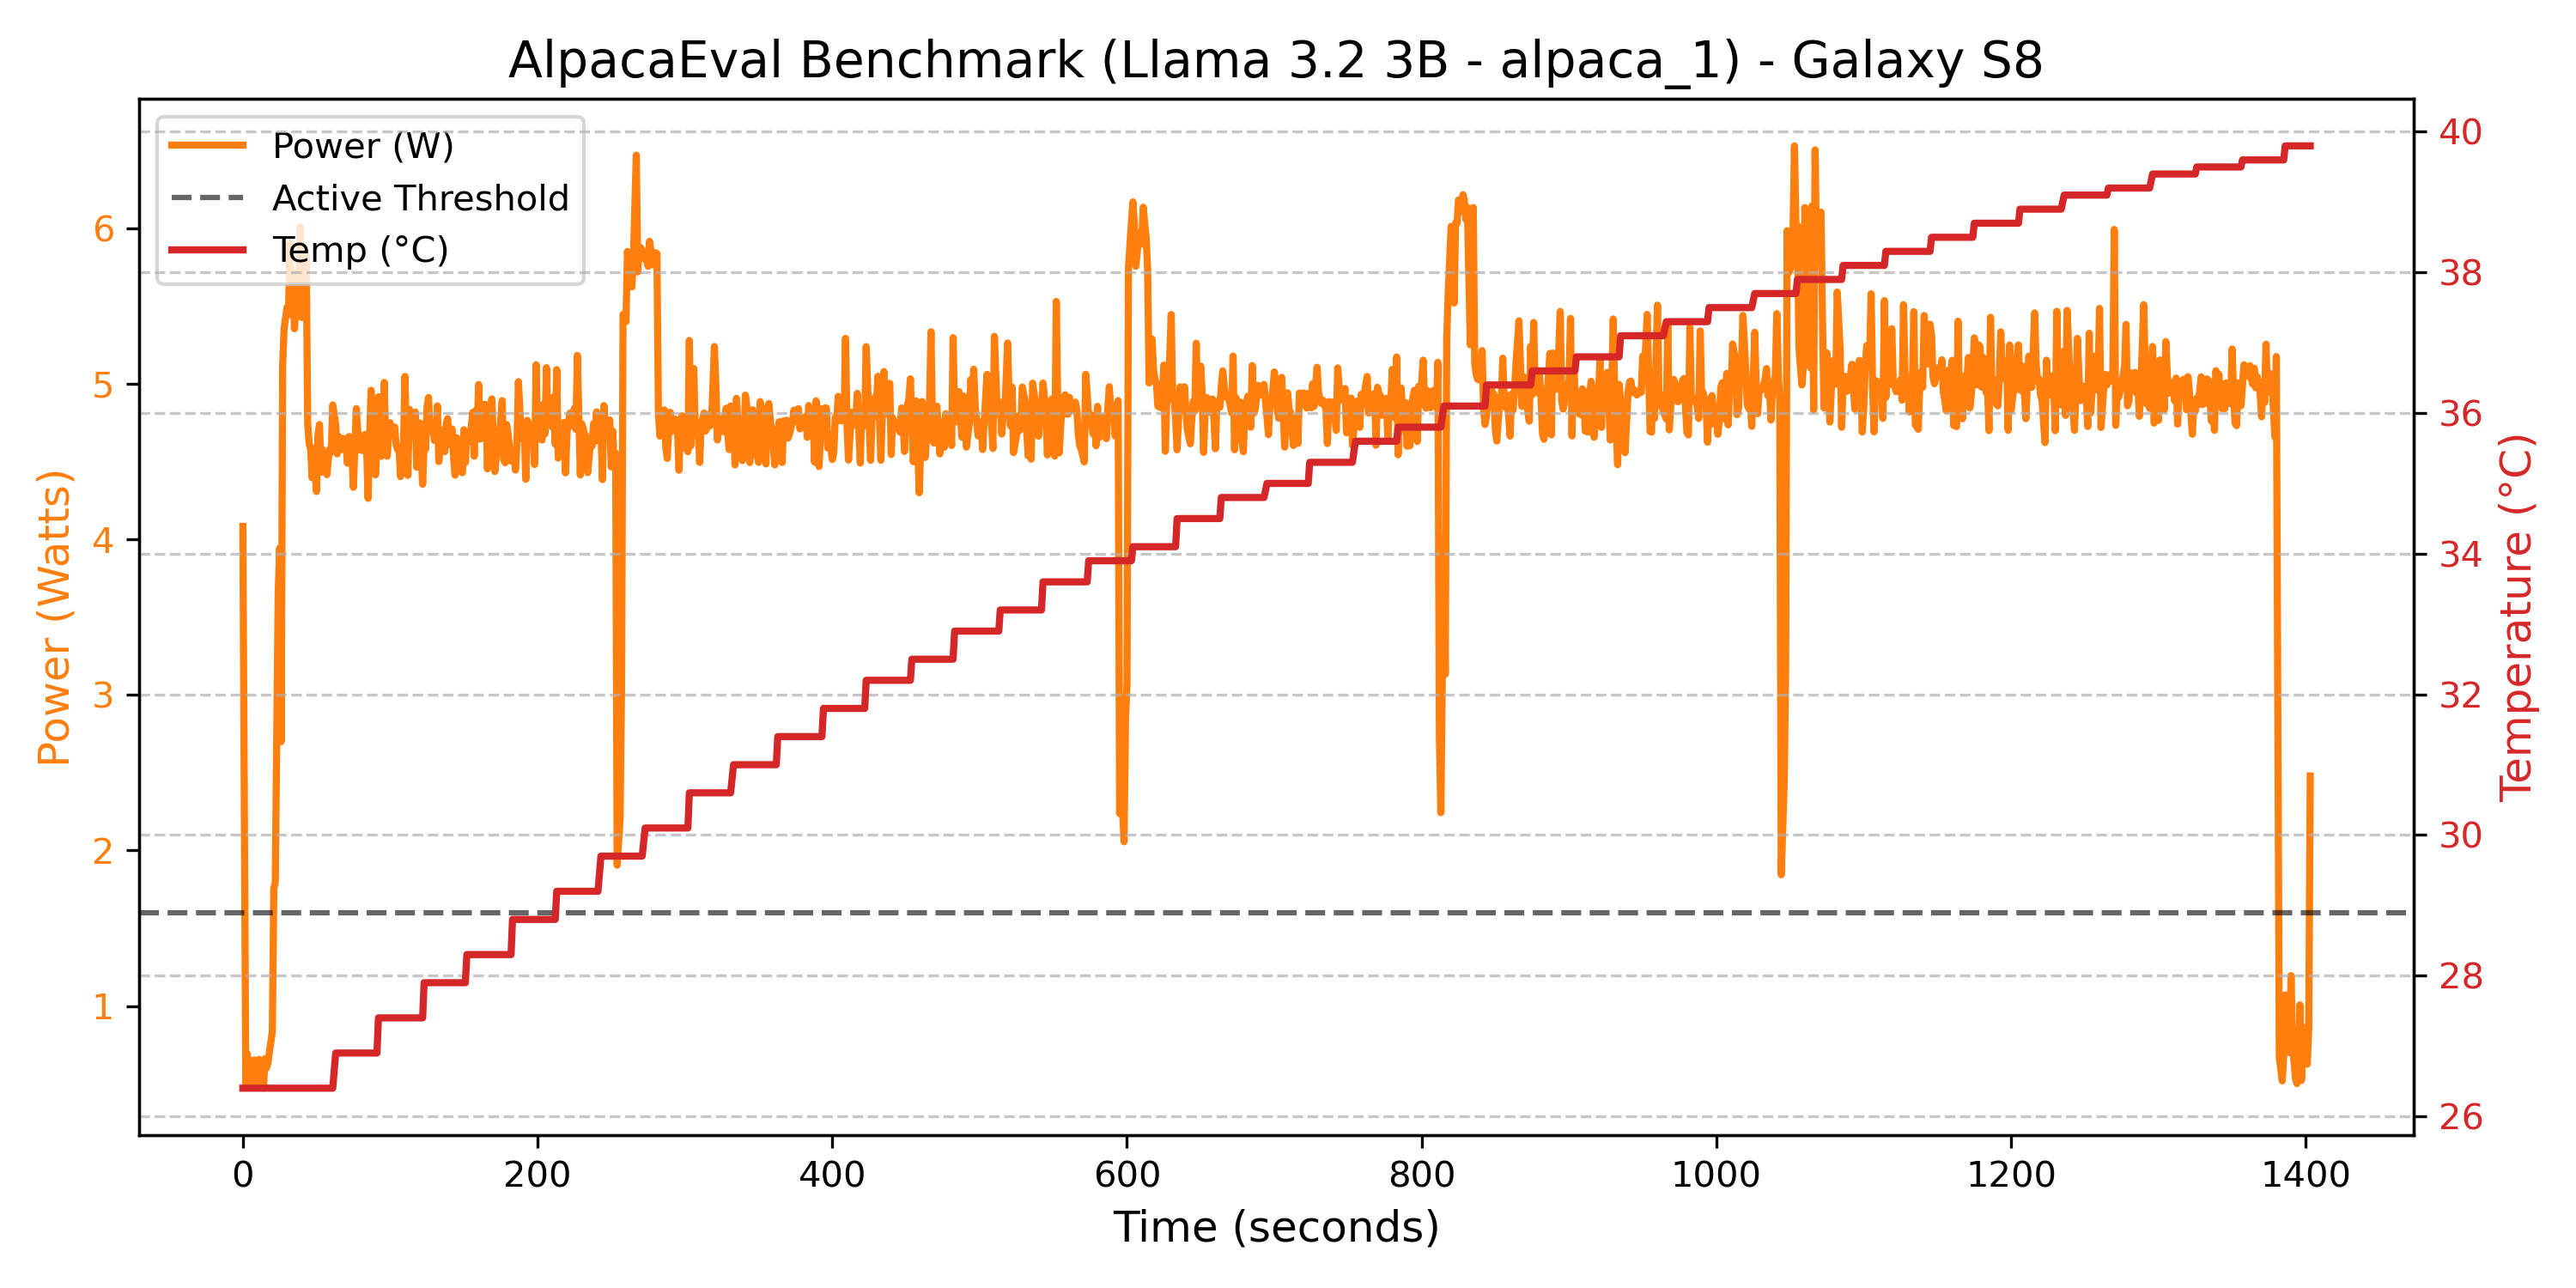 AlpacaEval Benchmark (Llama 3.2 3B - alpaca_1) - Galaxy S8
Power (W)
Active Threshold
Temp (°C)
Power (Watts)
6
5
4
3
2
1
40
38
36
34
32
30
28
26
Temperature (°C)
0 200 400 600 800 1000 1200 1400
Time (seconds)